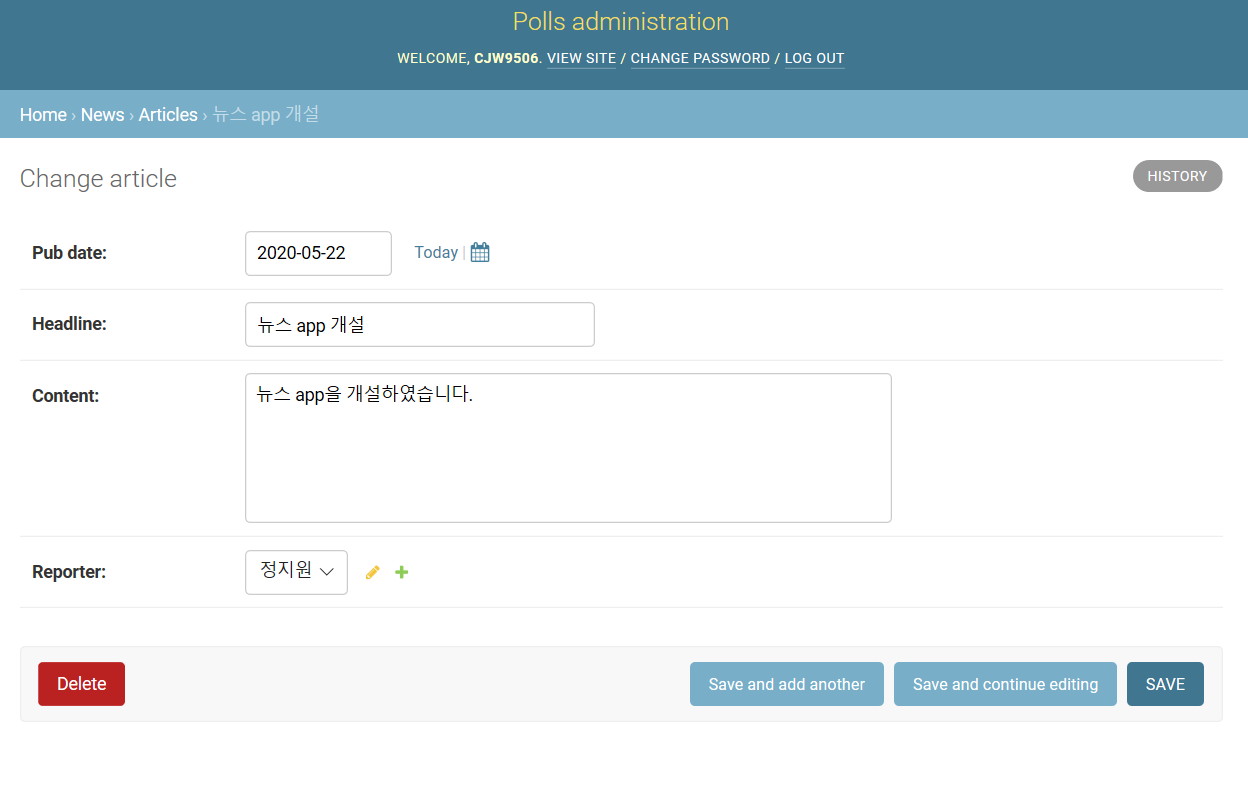 Polls administration
WELCOME, CJW9506. VIEW SITE / CHANGE PASSWORD / LOG OUT
Home › News › Articles › 뉴스 app 개설
Change article
HISTORY
Pub date:
2020-05-22
Today |
Headline:
뉴스 app 개설
Content:
뉴스 app을 개설하였습니다.
Reporter:
정지원
Delete
Save and add another
Save and continue editing
SAVE